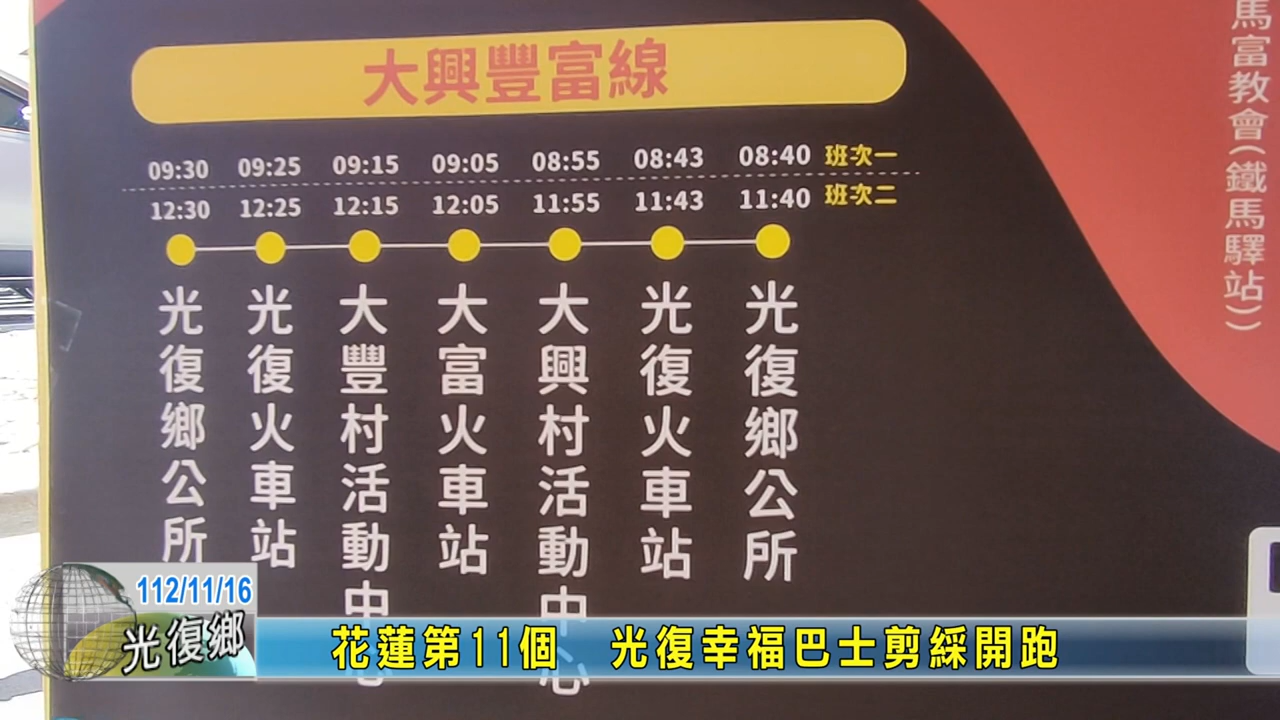 大興豐富線
09:30 09:25 09:15 09:05 08:55 08:43 08:40 班次一
12:30 12:25 12:15 12:05 11:55 11:43 11:40 班次二
光復鄉公所
光復火車站
大興村活動中心
大富火車站
大豐村活動中心
光復火車站
光復鄉公所
馬富教會(鐵馬驛站))
112/11/16
光復鄉
花蓮第11個 光復幸福巴士剪綵開跑